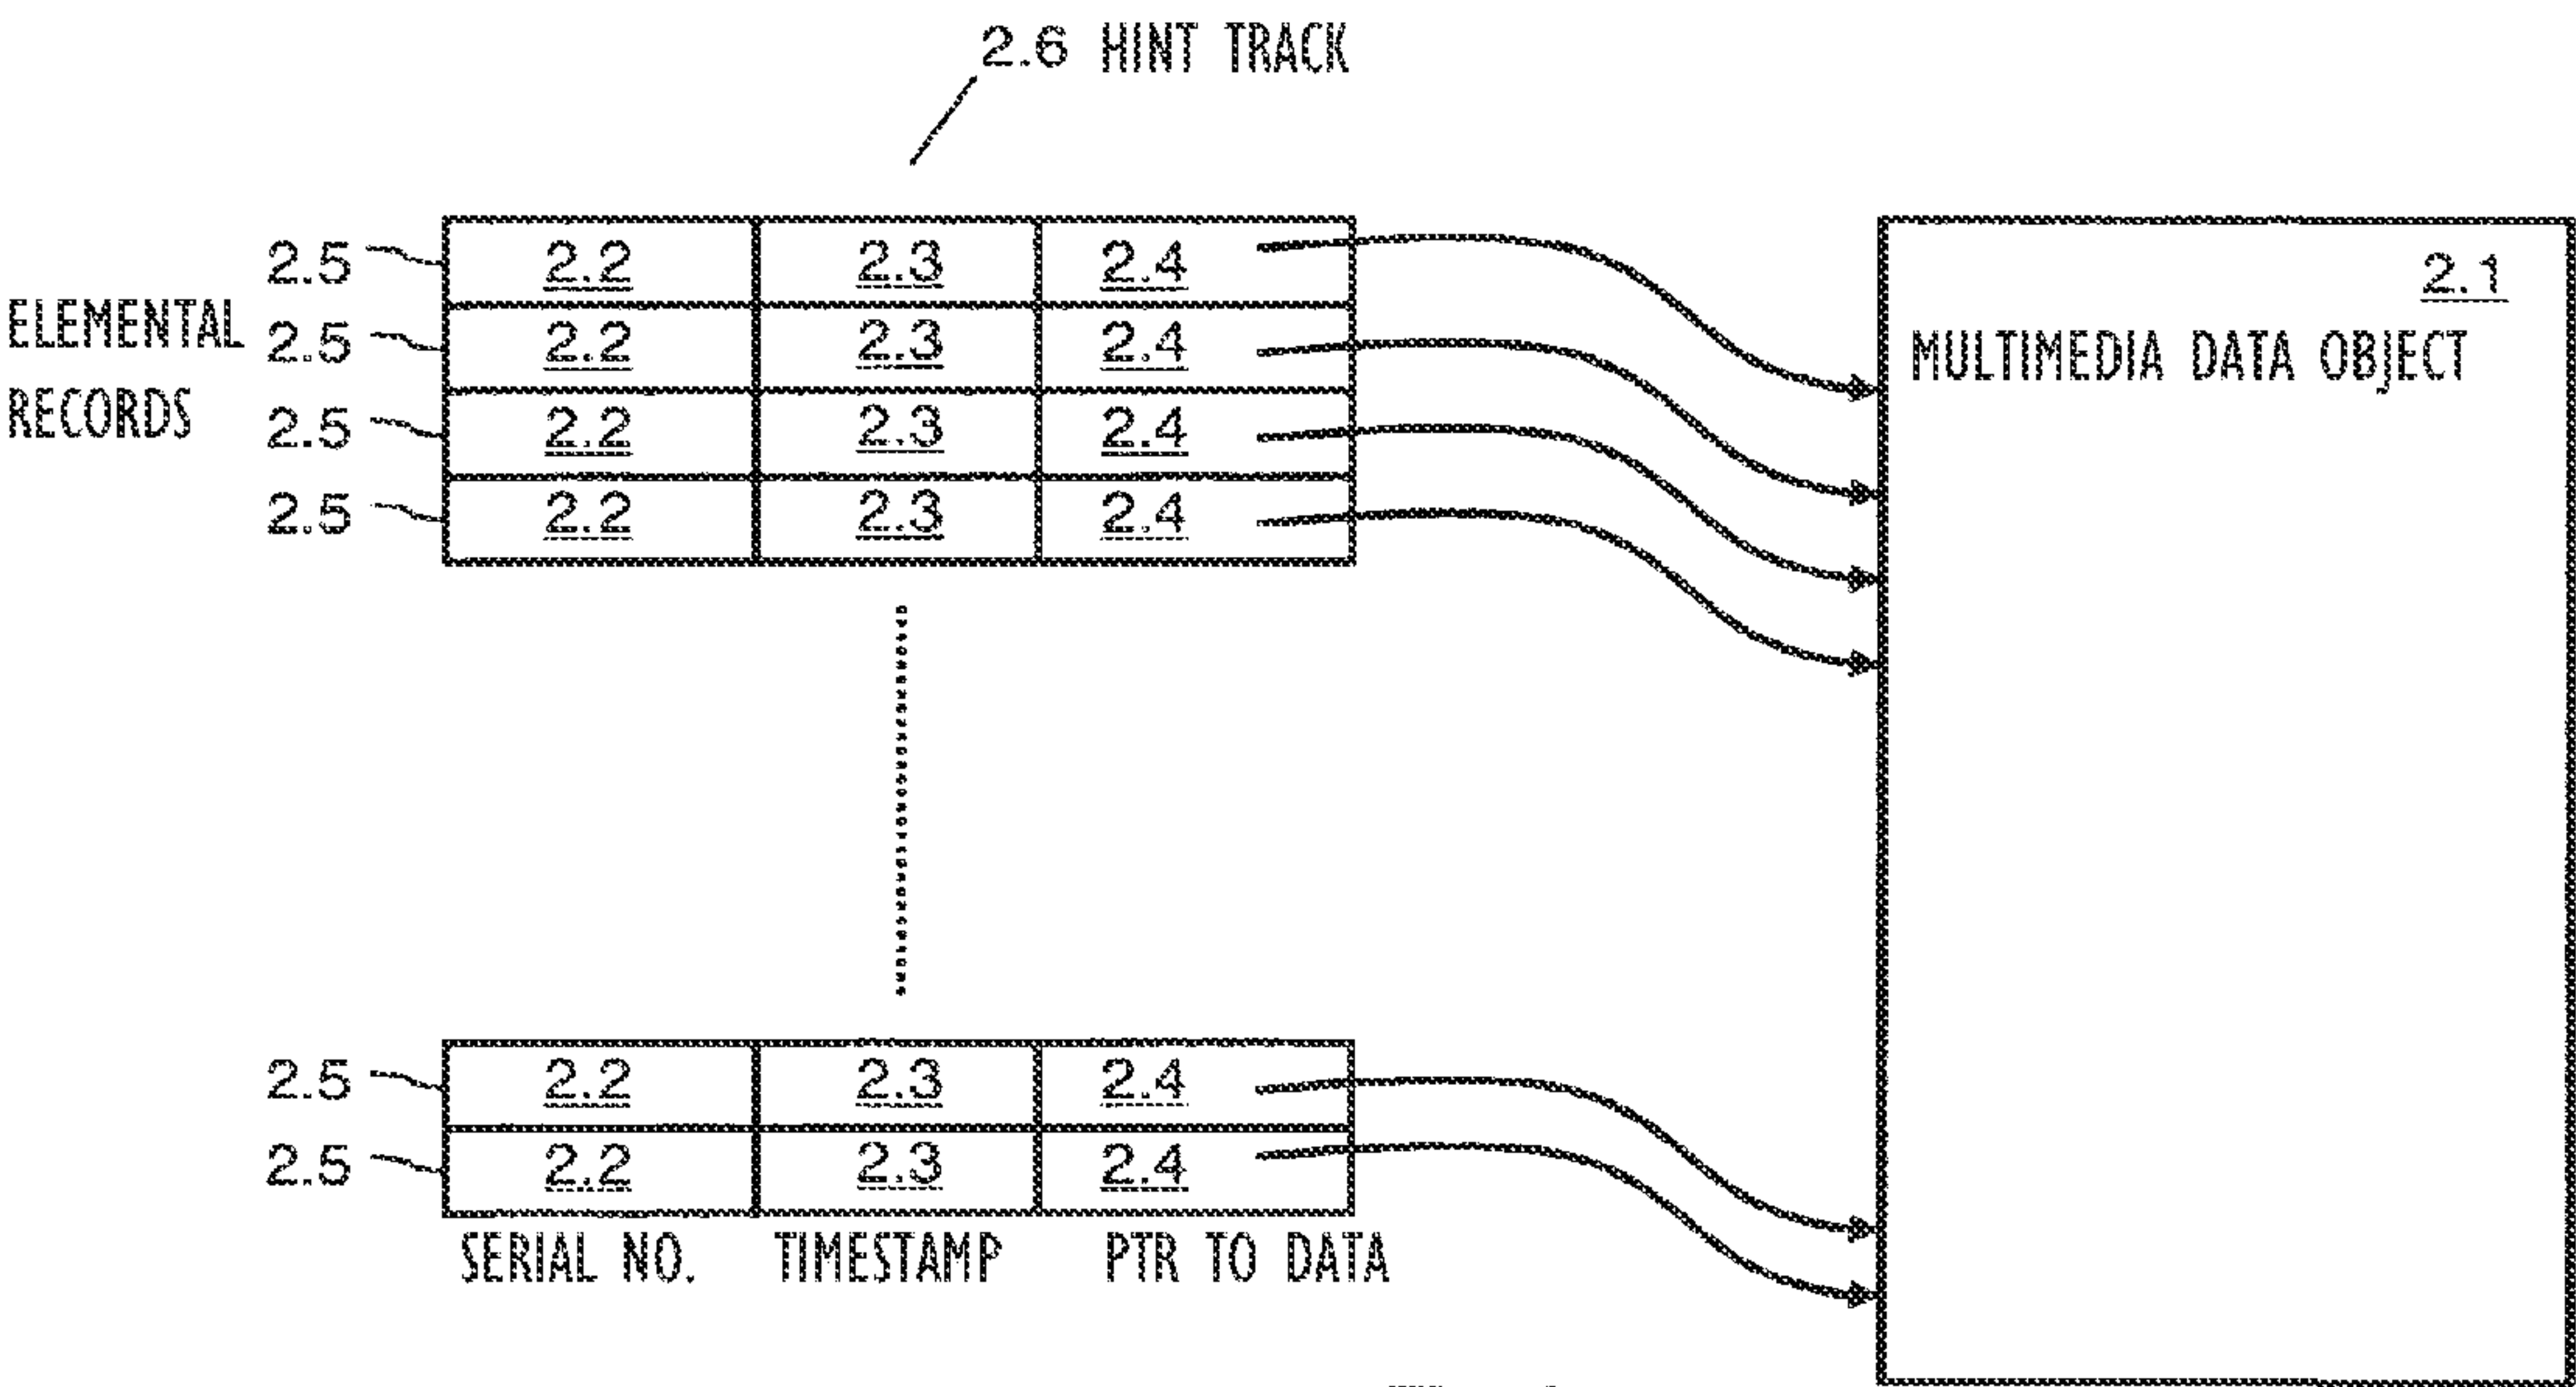 2.6 HINT TRACK
2.5 2.2 2.3 2.4
2.1
ELEMENTAL 2.5 2.2 2.3 2.4
MULTIMEDIA DATA OBJECT
RECORDS 2.5 2.2 2.3 2.4
2.5 2.2 2.3 2.4
2.5 2.2 2.3 2.4
2.5 2.2 2.3 2.4
SERIAL NO. TIMESTAMP PTR TO DATA